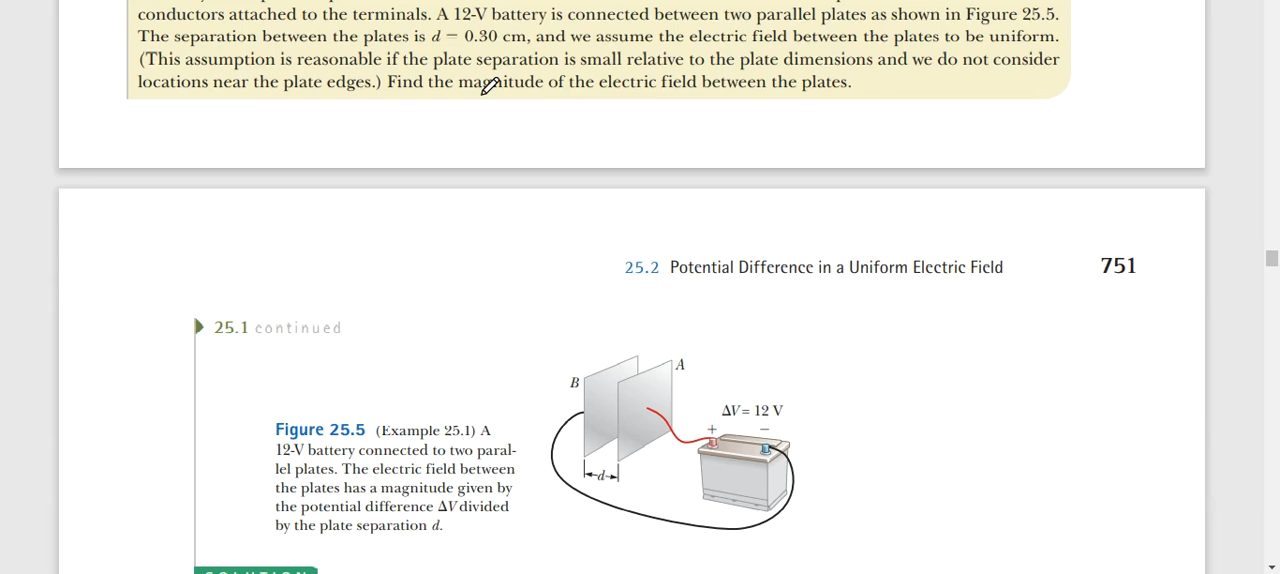 conductors attached to the terminals. A 12-V battery is connected between two parallel plates as shown in Figure 25.5.
The separation between the plates is d = 0.30 cm, and we assume the electric field between the plates to be uniform.
(This assumption is reasonable if the plate separation is small relative to the plate dimensions and we do not consider
locations near the plate edges.) Find the magnitude of the electric field between the plates.
25.2 Potential Difference in a Uniform Electric Field 751
25.1 continued
A
B
ΔV = 12 V
+ −
d
Figure 25.5 (Example 25.1) A
12-V battery connected to two paral-
lel plates. The electric field between
the plates has a magnitude given by
the potential difference ΔV divided
by the plate separation d.